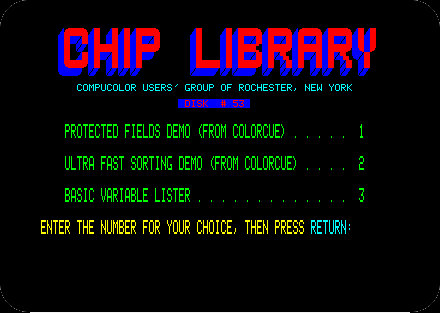 CHIP LIBRARY
COMPUCOLOR USERS' GROUP OF ROCHESTER, NEW YORK
DISK # 53
PROTECTED FIELDS DEMO (FROM COLORCUE) . . . . . 1
ULTRA FAST SORTING DEMO (FROM COLORCUE) . . . . 2
BASIC VARIABLE LISTER . . . . . . . . . . . . . 3
ENTER THE NUMBER FOR YOUR CHOICE, THEN PRESS RETURN: